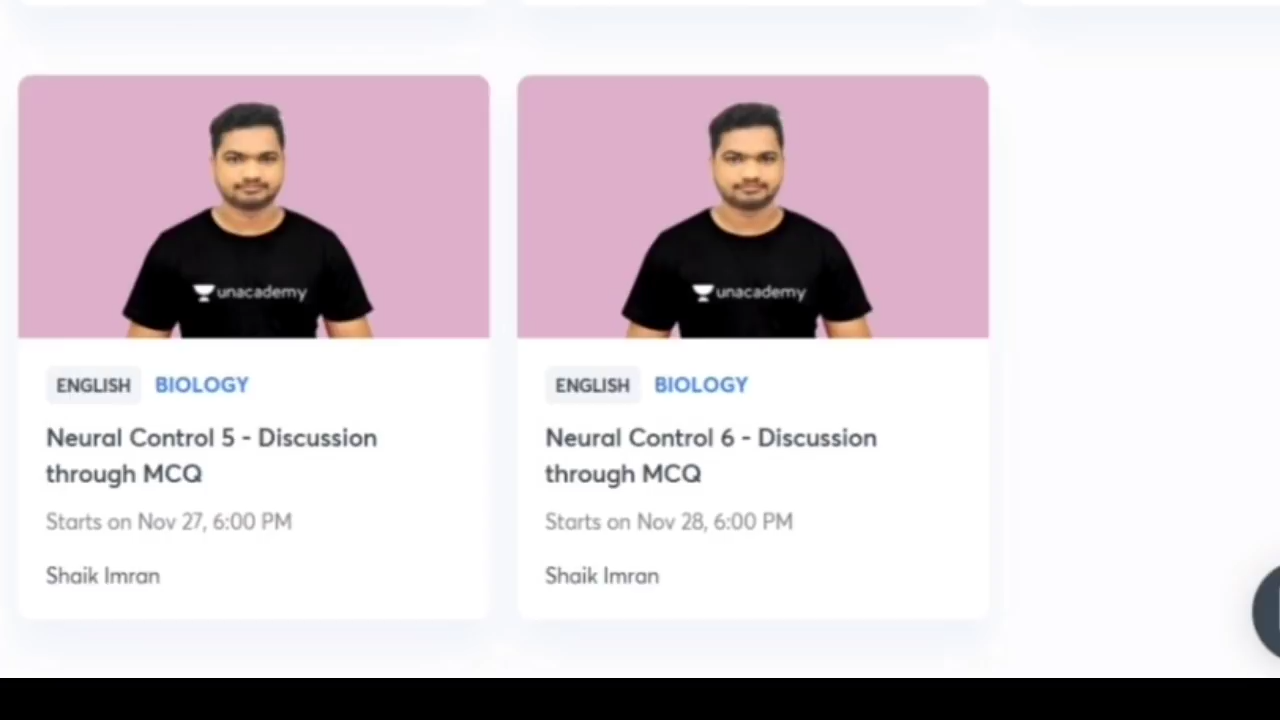 unacademy
ENGLISH BIOLOGY
Neural Control 5 - Discussion
through MCQ
Starts on Nov 27, 6:00 PM
Shaik Imran
unacademy
ENGLISH BIOLOGY
Neural Control 6 - Discussion
through MCQ
Starts on Nov 28, 6:00 PM
Shaik Imran